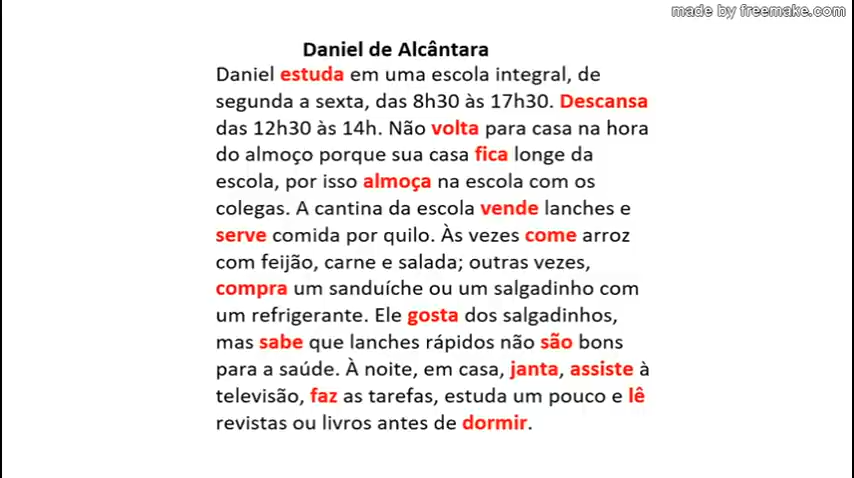 made by freemake.com
Daniel de Alcântara
Daniel estuda em uma escola integral, de
segunda a sexta, das 8h30 às 17h30. Descansa
das 12h30 às 14h. Não volta para casa na hora
do almoço porque sua casa fica longe da
escola, por isso almoça na escola com os
colegas. A cantina da escola vende lanches e
serve comida por quilo. Às vezes come arroz
com feijão, carne e salada; outras vezes,
compra um sanduíche ou um salgadinho com
um refrigerante. Ele gosta dos salgadinhos,
mas sabe que lanches rápidos não são bons
para a saúde. À noite, em casa, janta, assiste à
televisão, faz as tarefas, estuda um pouco e lê
revistas ou livros antes de dormir.